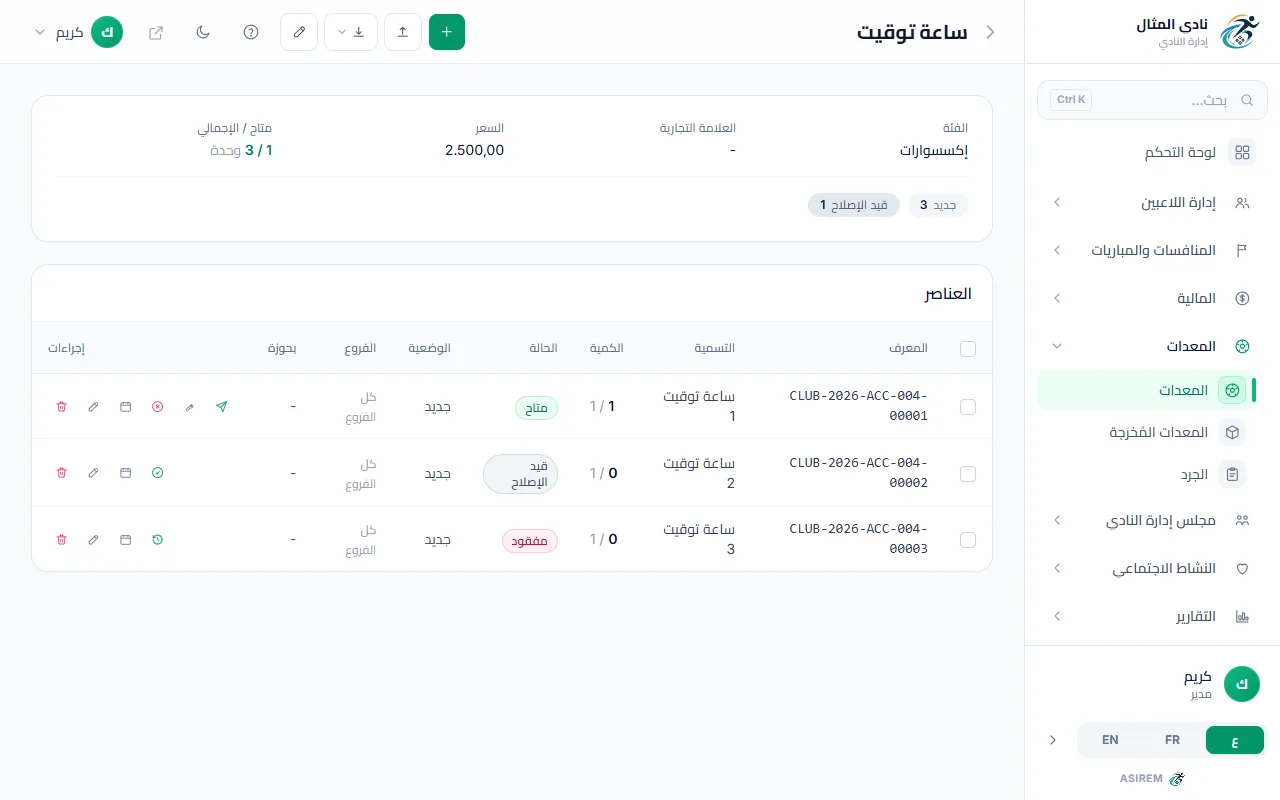 نادي المثال
إدارة النادي
بحث...
Ctrl K
لوحة التحكم
إدارة اللاعبين
المنافسات والمباريات
المالية
المعدات
المعدات
المعدات المُخرَجة
الجرد
مجلس إدارة النادي
النشاط الاجتماعي
التقارير
ك
كريم
مدير
ع
FR
EN
ASIREM
ساعة توقيت
ك
كريم
الفئة
إكسسوارات
العلامة التجارية
-
السعر
2.500,00
متاح / الإجمالي
1 / 3 وحدة
جديد 3
قيد الإصلاح 1
العناصر
المعرف التسمية الكمية الحالة الوضعية الفروع بحوزة إجراءات
CLUB-2026-ACC-004-00001 ساعة توقيت 1 1 / 1 متاح جديد كل الفروع -
CLUB-2026-ACC-004-00002 ساعة توقيت 2 0 / 1 قيد الإصلاح جديد كل الفروع -
CLUB-2026-ACC-004-00003 ساعة توقيت 3 0 / 1 مفقود جديد كل الفروع -